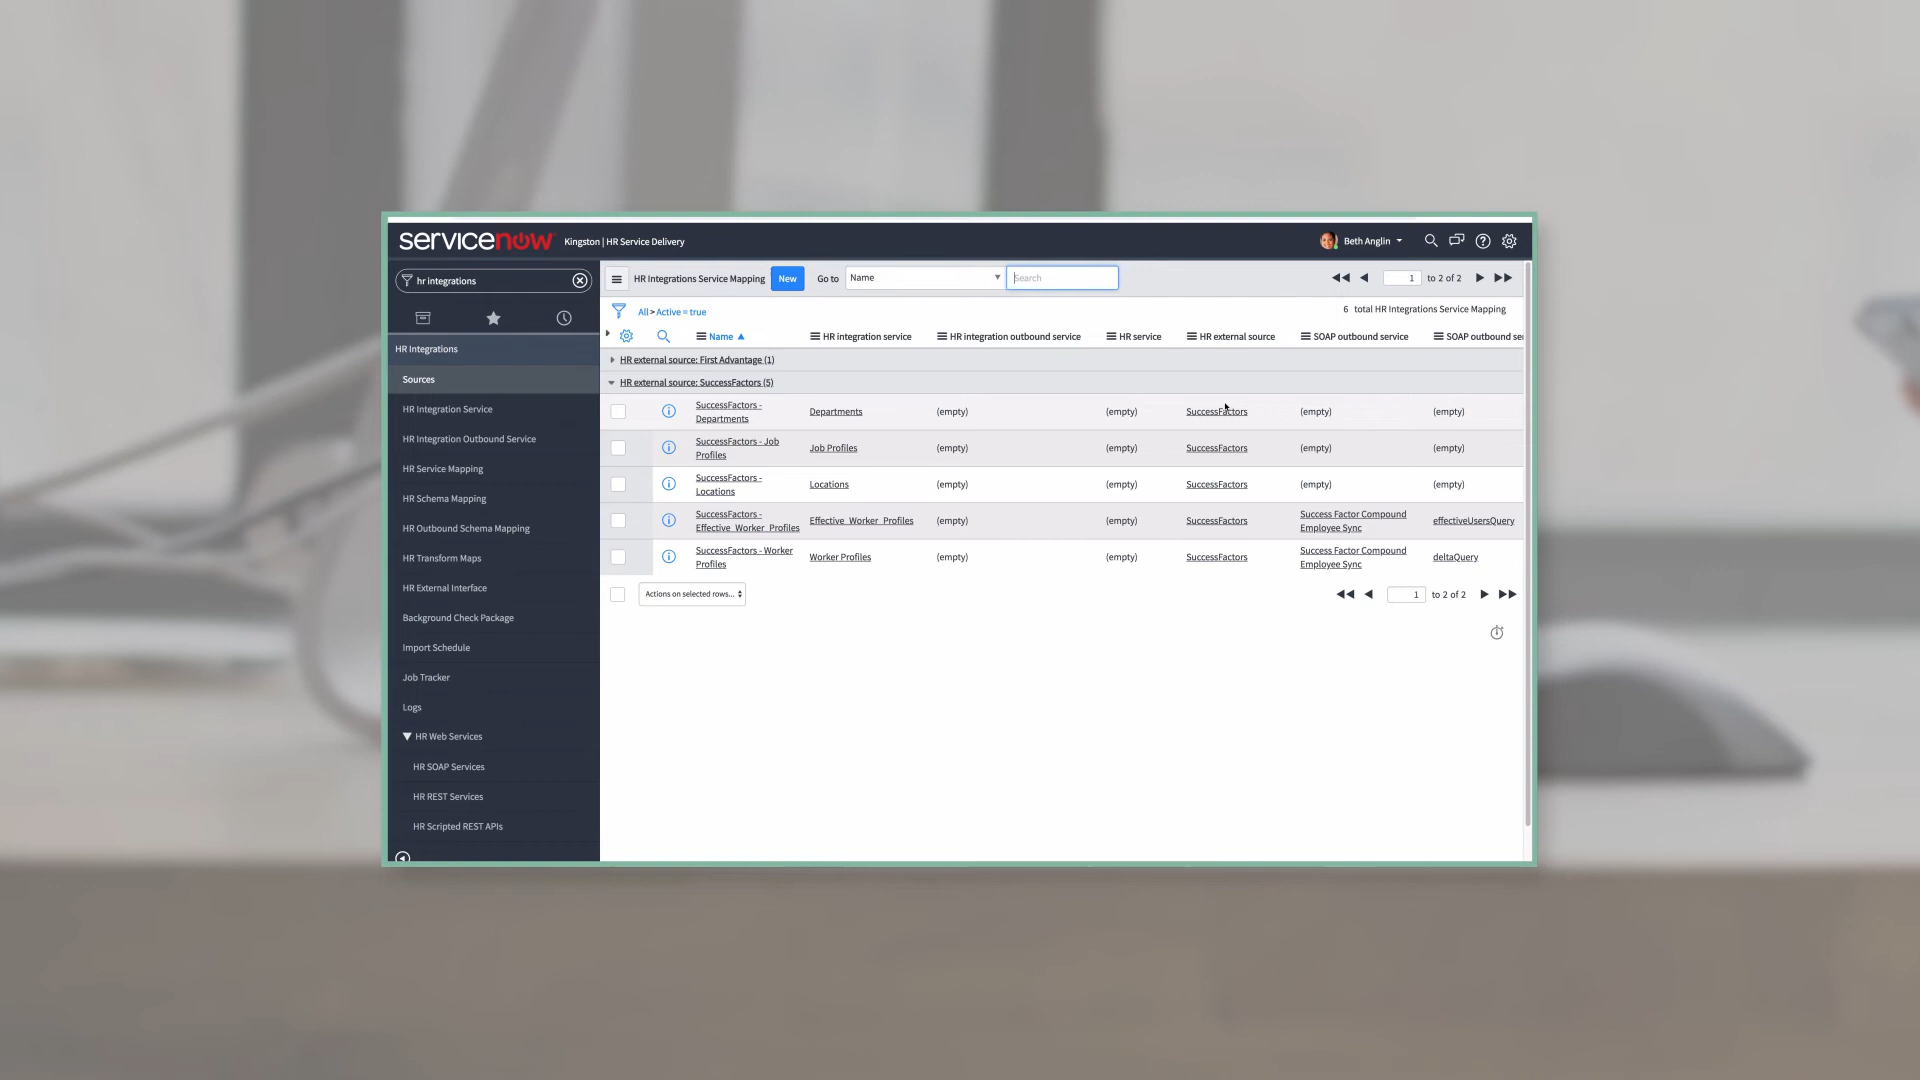 servicenow Kingston | HR Service Delivery Beth Anglin
hr integrations
HR Integrations Service Mapping New Go to Name Search 1 to 2 of 2
All > Active = true 6 total HR Integrations Service Mapping
Name HR integration service HR integration outbound service HR service HR external source SOAP outbound service SOAP outbound ser
HR external source: First Advantage (1)
HR external source: SuccessFactors (5)
SuccessFactors -
Departments Departments (empty) (empty) SuccessFactors (empty) (empty)
SuccessFactors - Job
Profiles Job Profiles (empty) (empty) SuccessFactors (empty) (empty)
SuccessFactors -
Locations Locations (empty) (empty) SuccessFactors (empty) (empty)
SuccessFactors -
Effective_Worker_Profiles Effective_Worker_Profiles (empty) (empty) SuccessFactors Success Factor Compound
Employee Sync effectiveUsersQuery
SuccessFactors - Worker
Profiles Worker Profiles (empty) (empty) SuccessFactors Success Factor Compound
Employee Sync deltaQuery
Actions on selected rows... 1 to 2 of 2
HR Integrations
Sources
HR Integration Service
HR Integration Outbound Service
HR Service Mapping
HR Schema Mapping
HR Outbound Schema Mapping
HR Transform Maps
HR External Interface
Background Check Package
Import Schedule
Job Tracker
Logs
HR Web Services
HR SOAP Services
HR REST Services
HR Scripted REST APIs